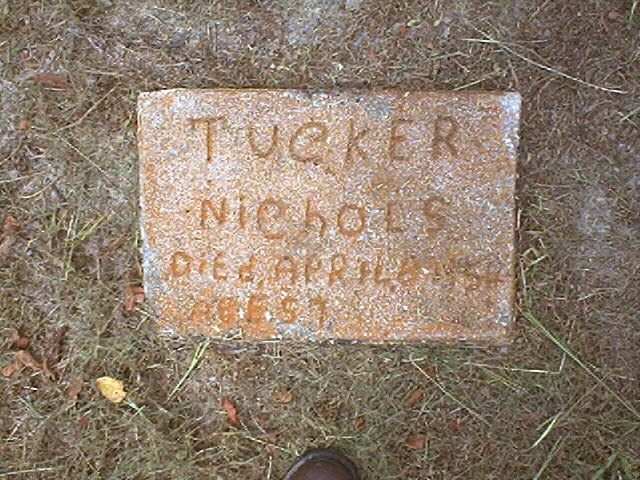 TUCKER
NichOLS
DiEd, APRIL
AGE 57